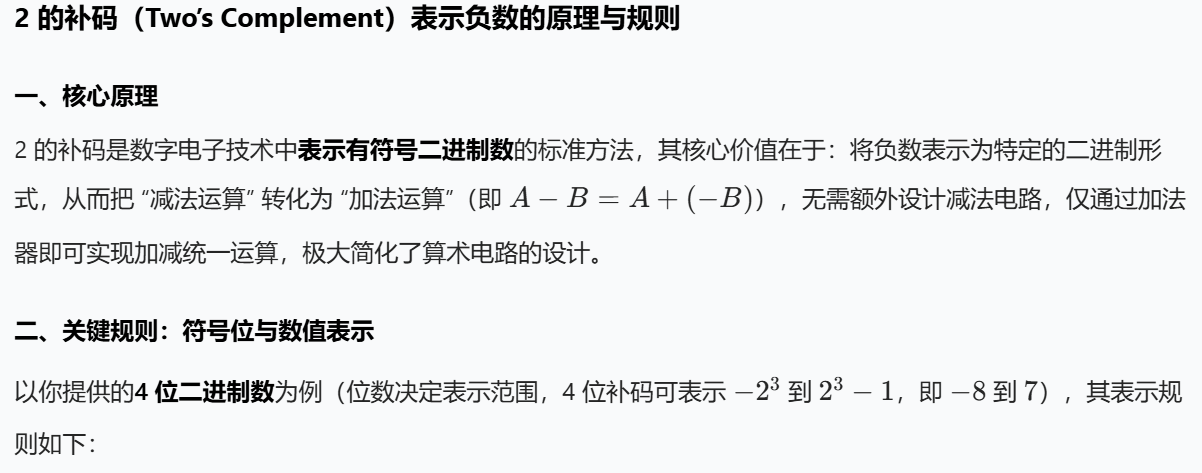 2 的补码（Two’s Complement）表示负数的原理与规则
一、核心原理
2 的补码是数字电子技术中表示有符号二进制数的标准方法，其核心价值在于：将负数表示为特定的二进制形
式，从而把 “减法运算” 转化为 “加法运算”（即 A − B = A + (−B)），无需额外设计减法电路，仅通过加法
器即可实现加减统一运算，极大简化了算术电路的设计。
二、关键规则：符号位与数值表示
以你提供的4 位二进制数为例（位数决定表示范围，4 位补码可表示 −2³ 到 2³ − 1，即 −8 到 7），其表示规
则如下：